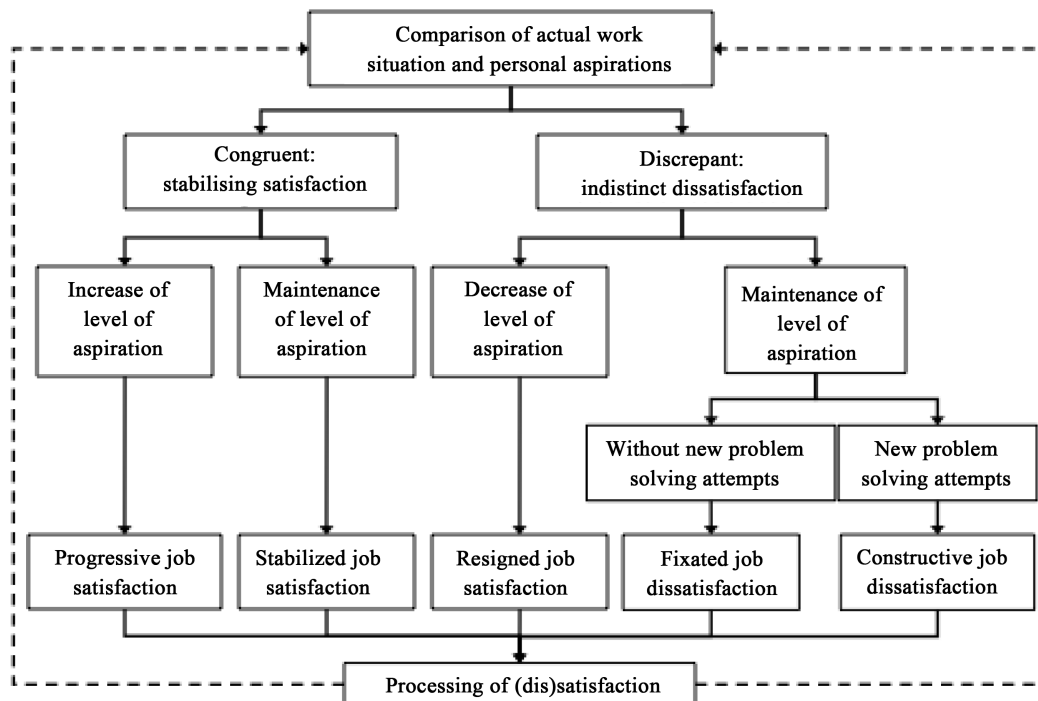 Comparison of actual work
situation and personal aspirations
Congruent:
stabilising satisfaction
Discrepant:
indistinct dissatisfaction
Increase of
level of
aspiration
Maintenance
of level of
aspiration
Decrease of
level of
aspiration
Maintenance of
level of
aspiration
Without new problem
solving attempts
New problem
solving attempts
Progressive job
satisfaction
Stabilized job
satisfaction
Resigned job
satisfaction
Fixated job
dissatisfaction
Constructive job
dissatisfaction
Processing of (dis)satisfaction